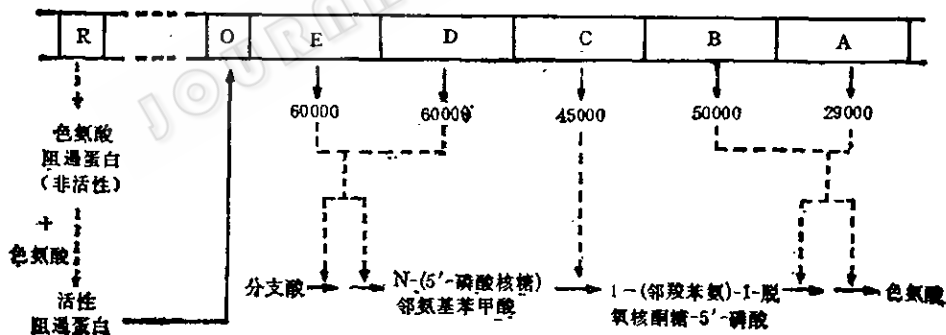 R O E D C B A
60000 60000 45000 50000 29000
色氨酸
阻遏蛋白
(非活性)
+
色氨酸
活性
阻遏蛋白
分支酸
N-(5′-磷酸核糖)
邻氨基苯甲酸
1-(邻羧苯氨)-I-脱
氧核酮糖-5′-磷酸
色氨酸
JOURN